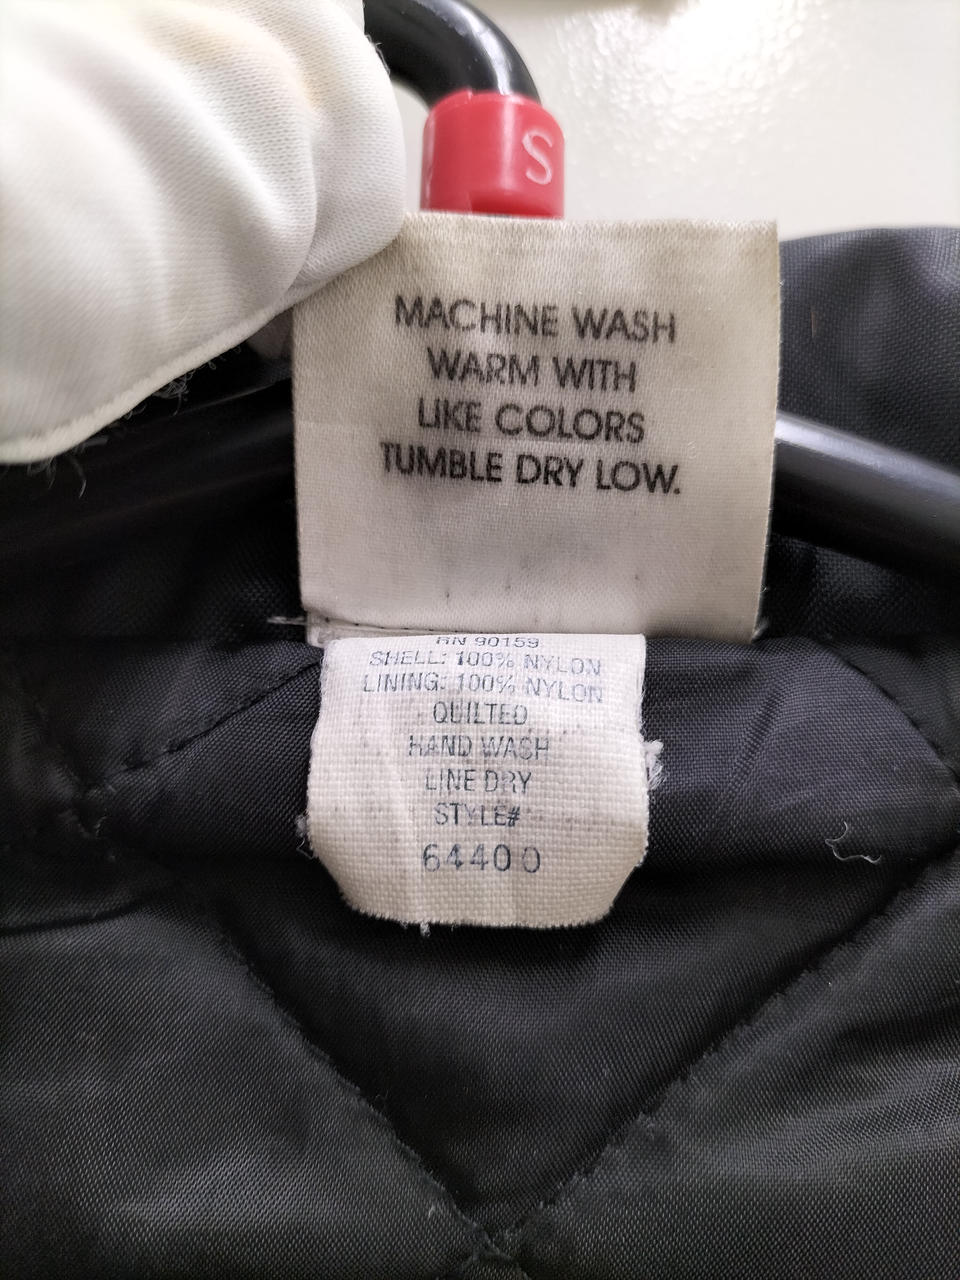 S
MACHINE WASH
WARM WITH
LIKE COLORS
TUMBLE DRY LOW.
RN 90159
SHELL: 100% NYLON
LINING: 100% NYLON
QUILTED
HAND WASH
LINE DRY
STYLE#
64400